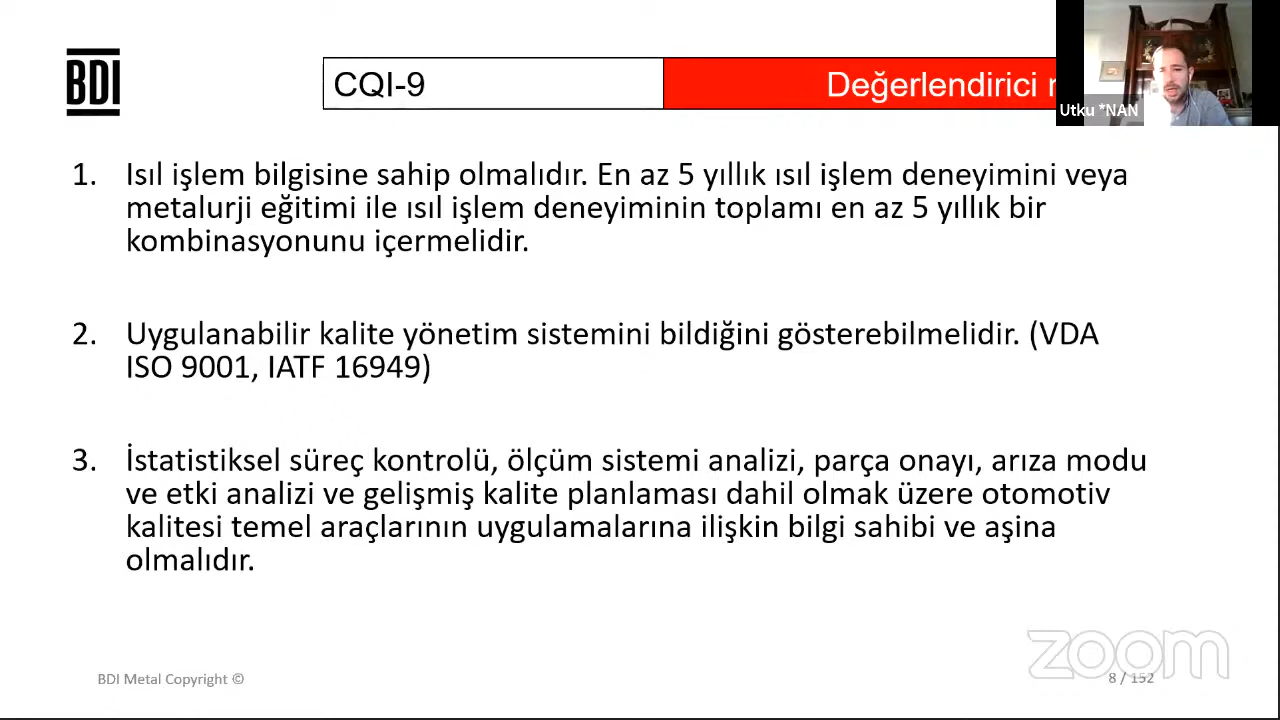 BDI
CQI-9
Değerlendirici
Utku *NAN
1. Isıl işlem bilgisine sahip olmalıdır. En az 5 yıllık ısıl işlem deneyimini veya
metalurji eğitimi ile ısıl işlem deneyiminin toplamı en az 5 yıllık bir
kombinasyonunu içermelidir.
2. Uygulanabilir kalite yönetim sistemini bildiğini gösterebilmelidir. (VDA
ISO 9001, IATF 16949)
3. İstatistiksel süreç kontrolü, ölçüm sistemi analizi, parça onayı, arıza modu
ve etki analizi ve gelişmiş kalite planlaması dahil olmak üzere otomotiv
kalitesi temel araçlarının uygulamalarına ilişkin bilgi sahibi ve aşina
olmalıdır.
zoom
BDI Metal Copyright ©
8 / 152